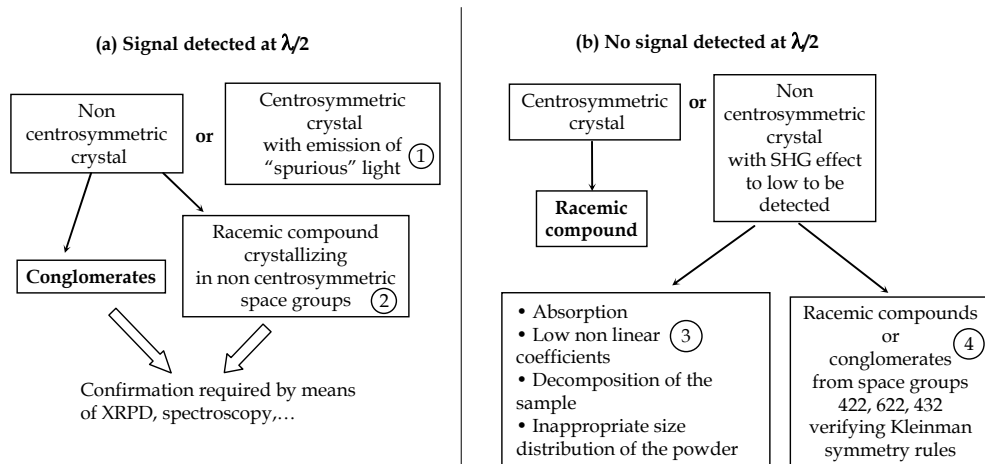 (a) Signal detected at λ/2
Non
centrosymmetric
crystal
or
Centrosymmetric
crystal
with emission of
“spurious” light
1
Conglomerates
Racemic compound
crystallizing
in non centrosymmetric
space groups
2
Confirmation required by means
of XRPD, spectroscopy,...
(b) No signal detected at λ/2
Centrosymmetric
crystal
or
Non
centrosymmetric
crystal
with SHG effect
to low to be
detected
Racemic
compound
• Absorption
• Low non linear
coefficients
3
• Decomposition of the
sample
• Inappropriate size
distribution of the powder
Racemic compounds
or
conglomerates
4
from space groups
422, 622, 432
verifying Kleinman
symmetry rules